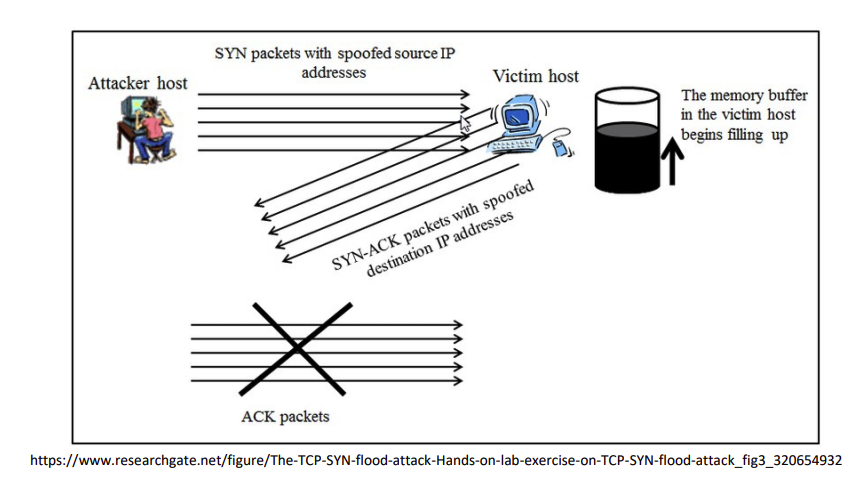 SYN packets with spoofed source IP
addresses
Attacker host
Victim host
The memory buffer
in the victim host
begins filling up
SYN-ACK packets with spoofed
destination IP addresses
ACK packets
https://www.researchgate.net/figure/The-TCP-SYN-flood-attack-Hands-on-lab-exercise-on-TCP-SYN-flood-attack_fig3_320654932